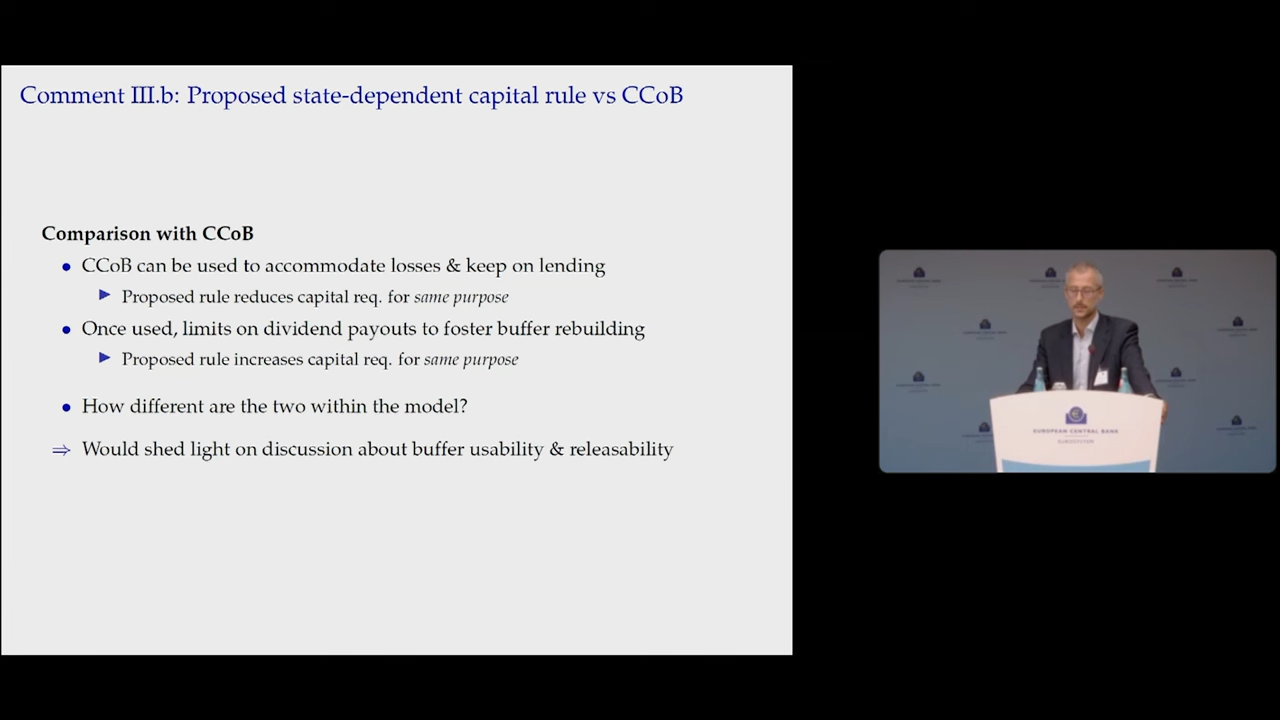 Comment III.b: Proposed state-dependent capital rule vs CCoB
Comparison with CCoB
• CCoB can be used to accommodate losses & keep on lending
▶ Proposed rule reduces capital req. for same purpose
• Once used, limits on dividend payouts to foster buffer rebuilding
▶ Proposed rule increases capital req. for same purpose
• How different are the two within the model?
⇒ Would shed light on discussion about buffer usability & releasability
EUROPEAN CENTRAL BANK
EUROSYSTEM